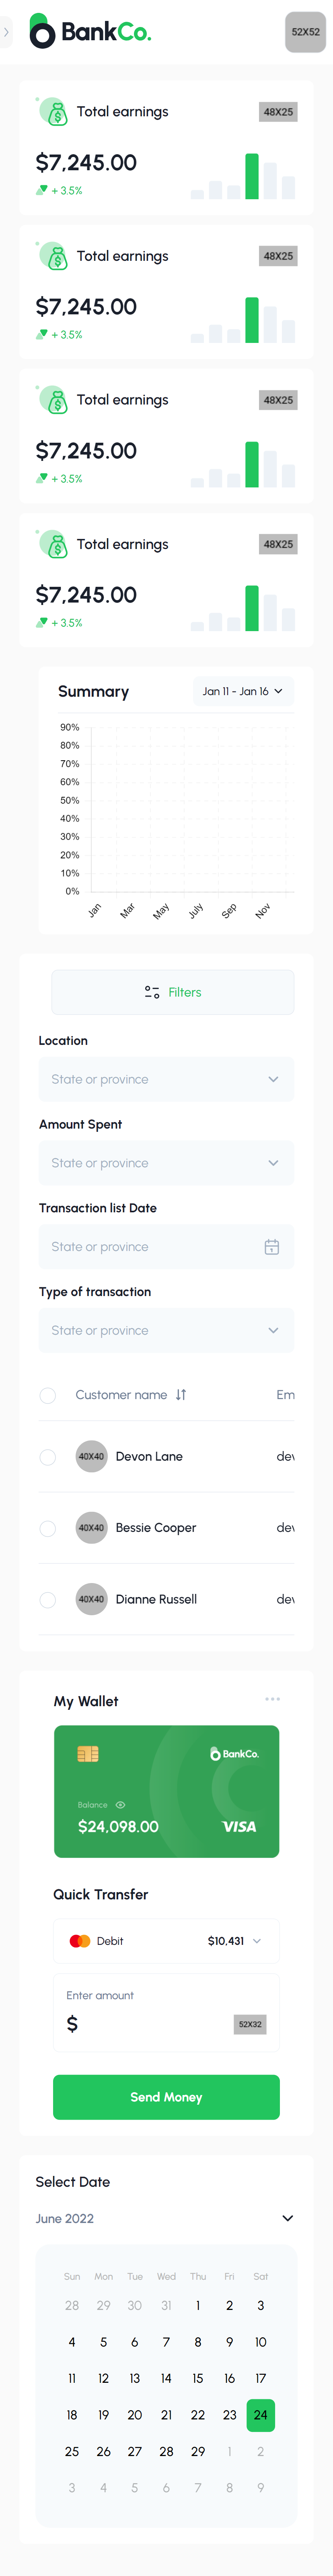 BankCo.
52X52
Total earnings
48X25
$7,245.00
+ 3.5%
Total earnings
48X25
$7,245.00
+ 3.5%
Total earnings
48X25
$7,245.00
+ 3.5%
Total earnings
48X25
$7,245.00
+ 3.5%
Summary
Jan 11 - Jan 16
90%
80%
70%
60%
50%
40%
30%
20%
10%
0%
Jan Mar May July Sep Nov
Filters
Location
State or province
Amount Spent
State or province
Transaction list Date
State or province
Type of transaction
State or province
Customer name Em
40X40 Devon Lane dev
40X40 Bessie Cooper dev
40X40 Dianne Russell dev
My Wallet
BankCo.
Balance
$24,098.00
VISA
Quick Transfer
Debit $10,431
Enter amount
$
52X32
Send Money
Select Date
June 2022
Sun Mon Tue Wed Thu Fri Sat
28 29 30 31 1 2 3
4 5 6 7 8 9 10
11 12 13 14 15 16 17
18 19 20 21 22 23 24
25 26 27 28 29 1 2
3 4 5 6 7 8 9